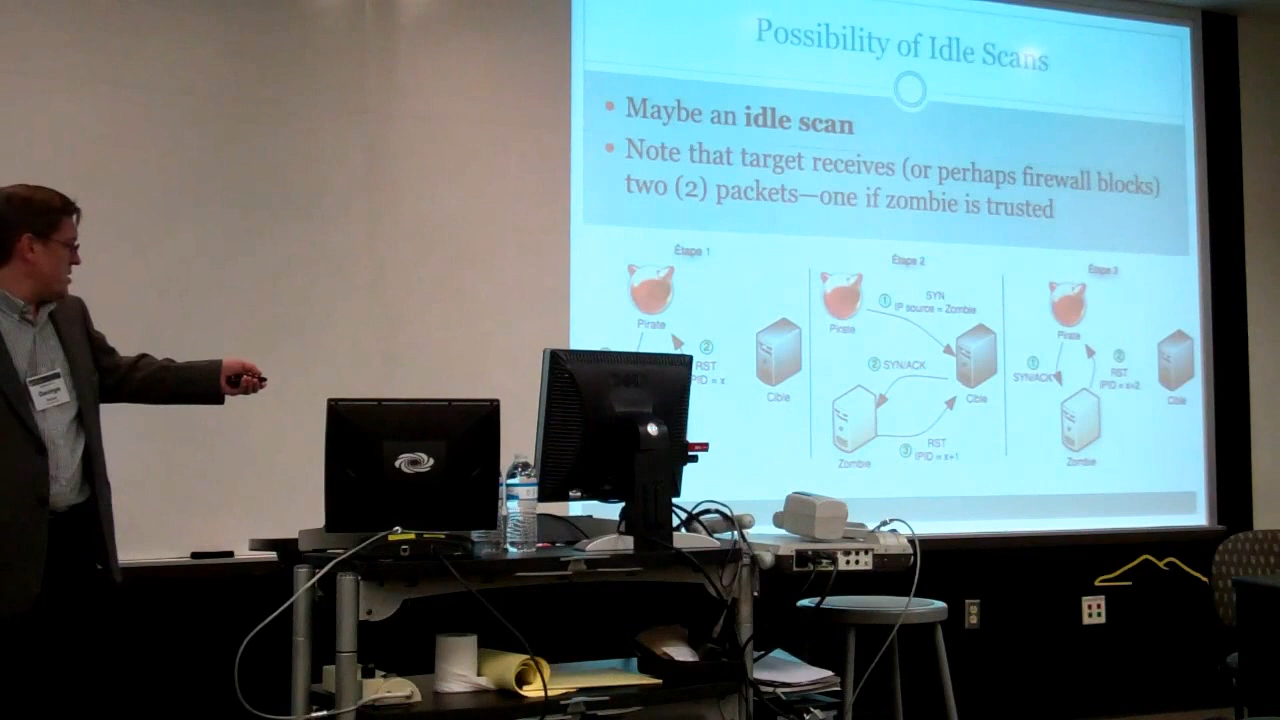 Possibility of Idle Scans
• Maybe an idle scan
• Note that target receives (or perhaps firewall blocks)
two (2) packets—one if zombie is trusted
Étape 1
Pirate
②
RST
IPID = x
Cible
Étape 2
Pirate
① SYN
IP source = Zombie
② SYN/ACK
Cible
Zombie
③ RST
IPID = x+1
Étape 3
Pirate
①
SYN/ACK
②
RST
IPID = x+2
Cible
Zombie
George
DELL